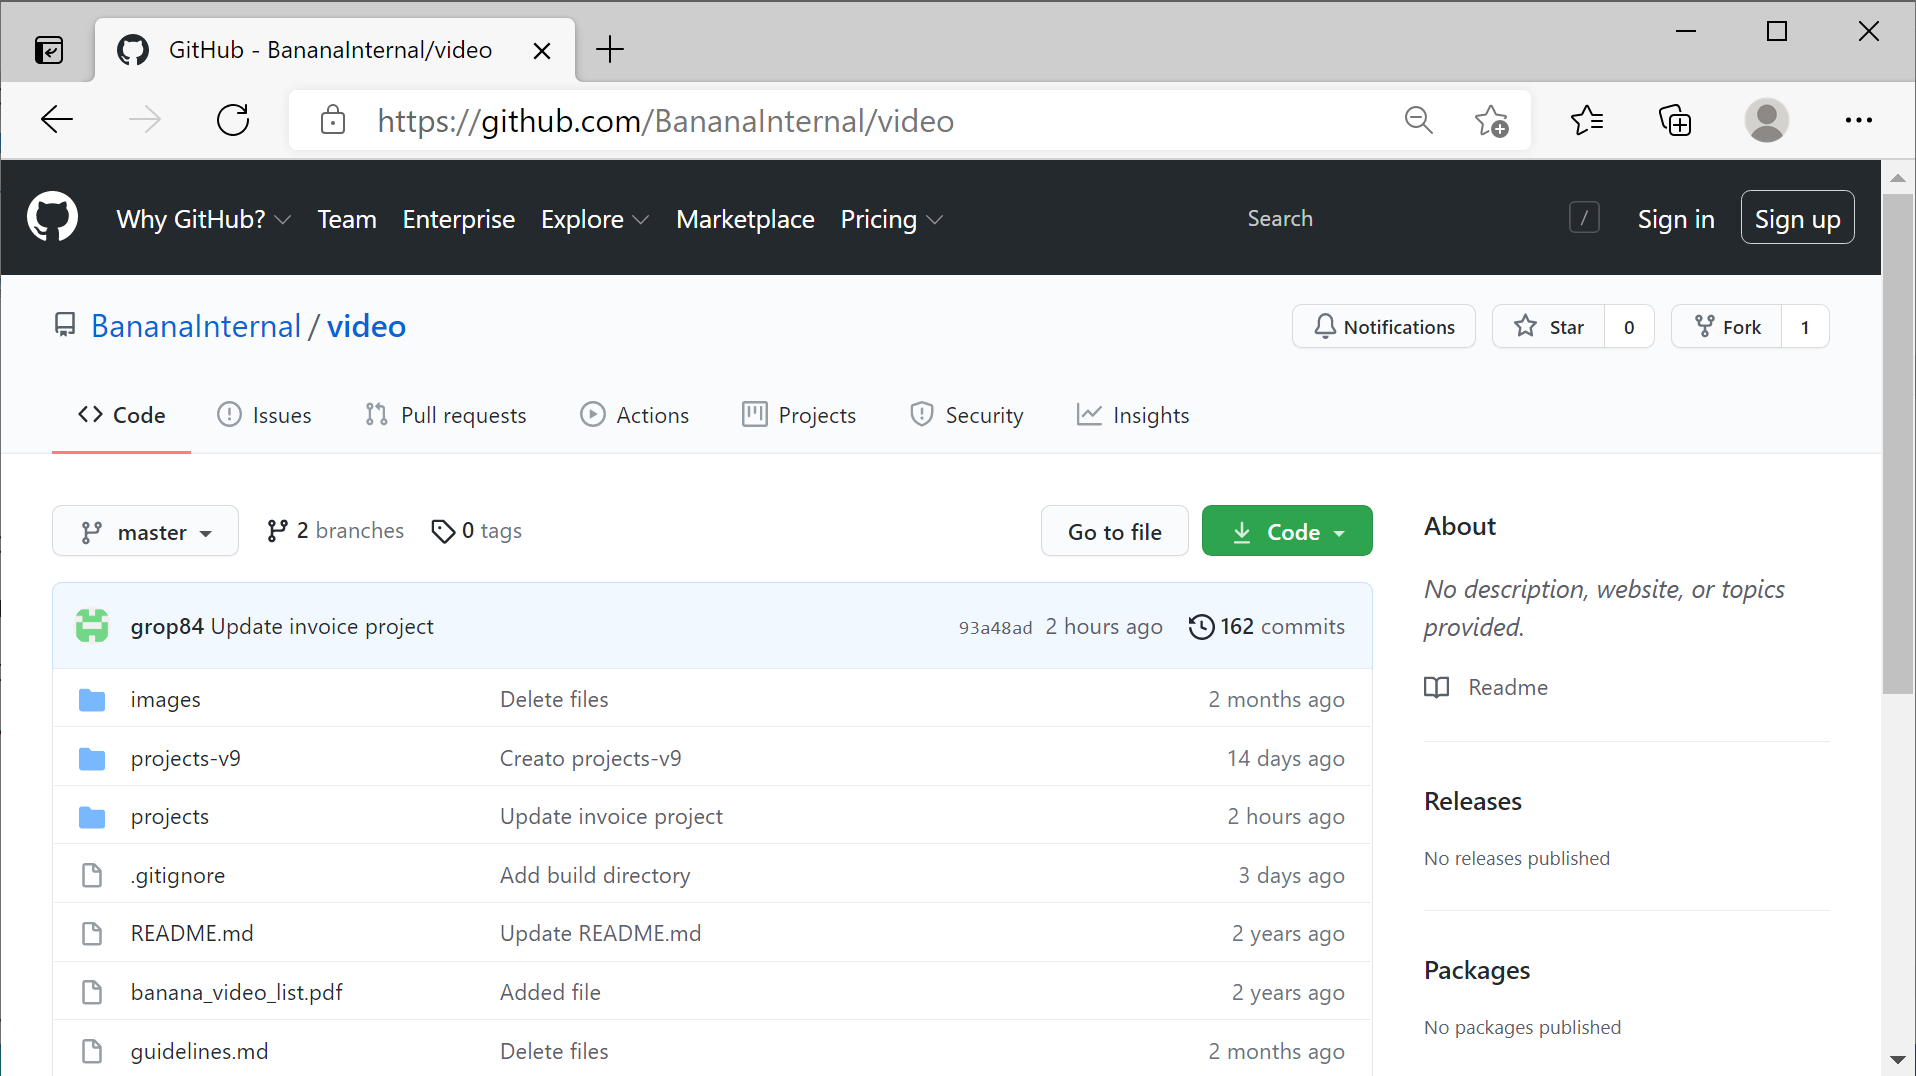 GitHub - BananaInternal/video
https://github.com/BananaInternal/video
Why GitHub? Team Enterprise Explore Marketplace Pricing Search / Sign in Sign up
BananaInternal / video Notifications Star 0 Fork 1
Code Issues Pull requests Actions Projects Security Insights
master 2 branches 0 tags Go to file Code
grop84 Update invoice project 93a48ad 2 hours ago 162 commits
images Delete files 2 months ago
projects-v9 Creato projects-v9 14 days ago
projects Update invoice project 2 hours ago
.gitignore Add build directory 3 days ago
README.md Update README.md 2 years ago
banana_video_list.pdf Added file 2 years ago
guidelines.md Delete files 2 months ago
About
No description, website, or topics
provided.
Readme
Releases
No releases published
Packages
No packages published